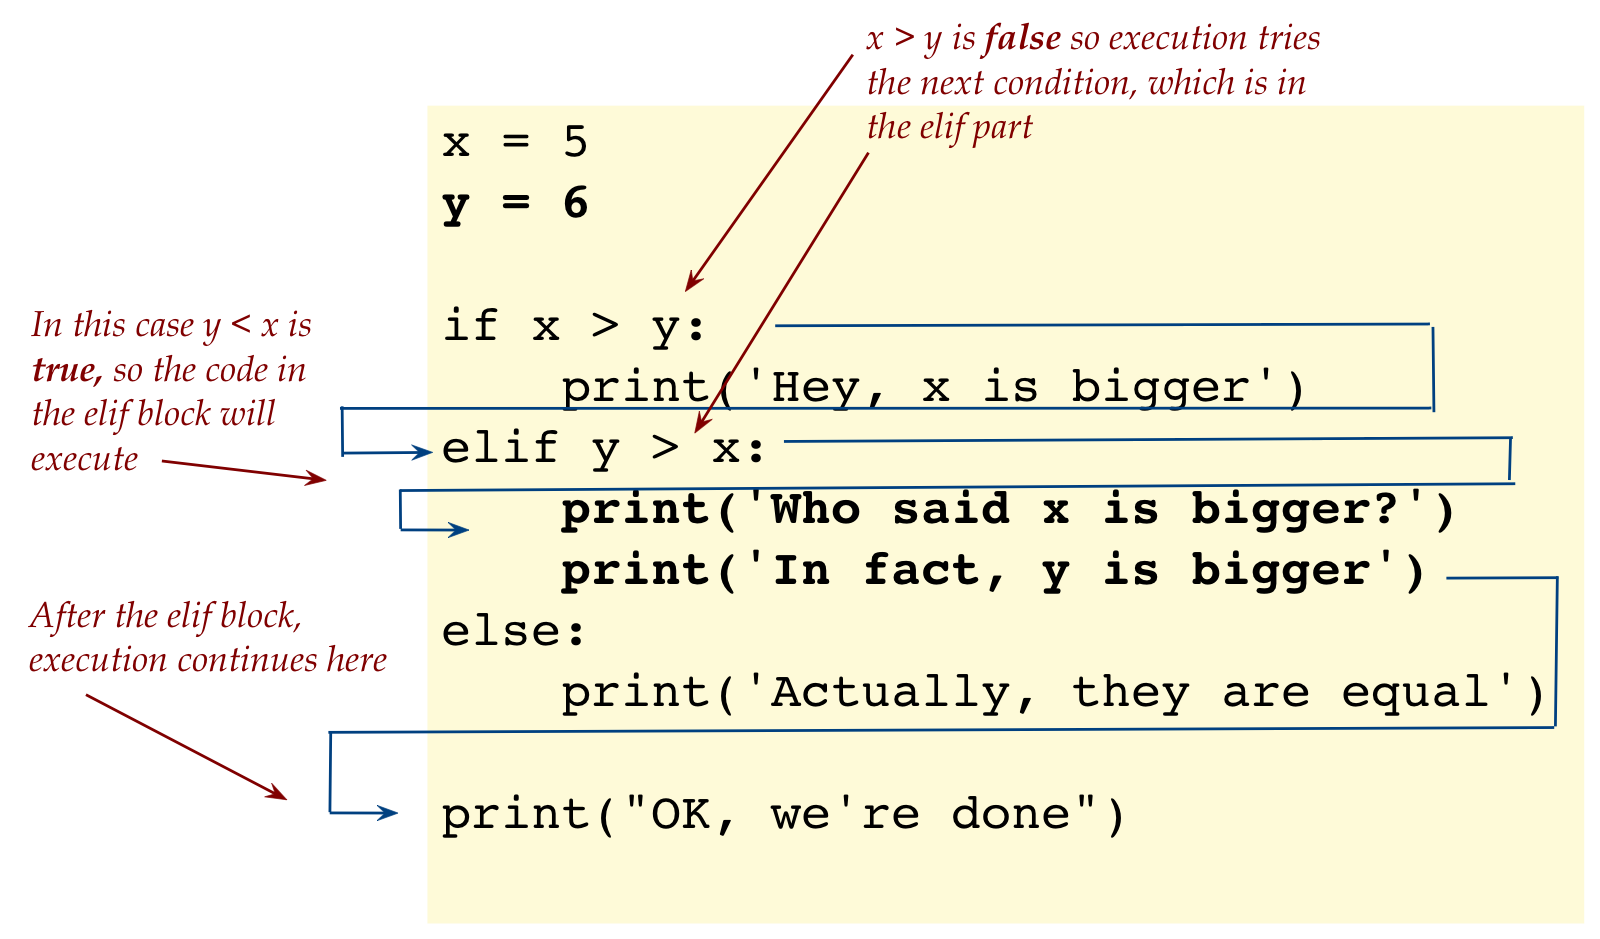 x > y is false so execution tries
the next condition, which is in
the elif part
x = 5
y = 6
if x > y:
    print('Hey, x is bigger')
elif y > x:
    print('Who said x is bigger?')
    print('In fact, y is bigger')
else:
    print('Actually, they are equal')
print("OK, we're done")
In this case y < x is
true, so the code in
the elif block will
execute
After the elif block,
execution continues here